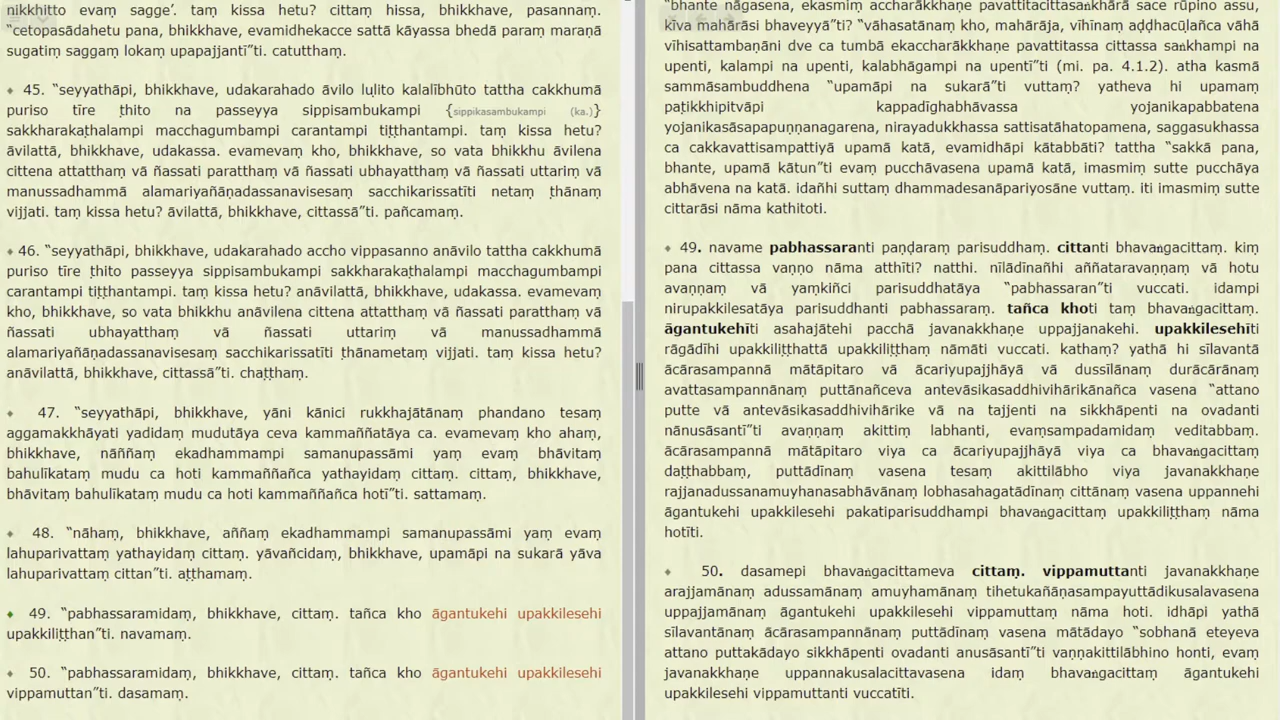 nikkhitto evaṃ sagge’. taṃ kissa hetu? cittaṃ hissa, bhikkhave, pasannaṃ.
“cetopasādahetu pana, bhikkhave, evamidhekacce sattā kāyassa bhedā paraṃ maraṇā
sugatiṃ saggaṃ lokaṃ upapajjantī”ti. catutthaṃ.
45. “seyyathāpi, bhikkhave, udakarahado āvilo luḷito kalalībhūto tattha cakkhumā
puriso tīre ṭhito na passeyya sippisambukampi {sippikasambukampi (ka.)}
sakkharakaṭhalampi macchagumbampi carantampi tiṭṭhantampi. taṃ kissa hetu?
āvilattā, bhikkhave, udakassa. evamevaṃ kho, bhikkhave, so vata bhikkhu āvilena
cittena attatthaṃ vā ñassati paratthaṃ vā ñassati ubhayatthaṃ vā ñassati uttariṃ vā
manussadhammā alamariyañāṇadassanavisesaṃ sacchikarissatīti netaṃ ṭhānaṃ
vijjati. taṃ kissa hetu? āvilattā, bhikkhave, cittassā”ti. pañcamaṃ.
46. “seyyathāpi, bhikkhave, udakarahado accho vippasanno anāvilo tattha cakkhumā
puriso tīre ṭhito passeyya sippisambukampi sakkharakaṭhalampi macchagumbampi
carantampi tiṭṭhantampi. taṃ kissa hetu? anāvilattā, bhikkhave, udakassa. evamevaṃ
kho, bhikkhave, so vata bhikkhu anāvilena cittena attatthaṃ vā ñassati paratthaṃ vā
ñassati ubhayatthaṃ vā ñassati uttariṃ vā manussadhammā
alamariyañāṇadassanavisesaṃ sacchikarissatīti ṭhānametaṃ vijjati. taṃ kissa hetu?
anāvilattā, bhikkhave, cittassā”ti. chaṭṭhaṃ.
47. “seyyathāpi, bhikkhave, yāni kānici rukkhajātānaṃ phandano tesaṃ
aggamakkhāyati yadidaṃ mudutāya ceva kammaññatāya ca. evamevaṃ kho ahaṃ,
bhikkhave, nāññaṃ ekadhammampi samanupassāmi yaṃ evaṃ bhāvitaṃ
bahulīkataṃ mudu ca hoti kammaññañca yathayidaṃ cittaṃ. cittaṃ, bhikkhave,
bhāvitaṃ bahulīkataṃ mudu ca hoti kammaññañca hotī”ti. sattamaṃ.
48. “nāhaṃ, bhikkhave, aññaṃ ekadhammampi samanupassāmi yaṃ evaṃ
lahuparivattaṃ yathayidaṃ cittaṃ. yāvañcidaṃ, bhikkhave, upamāpi na sukarā yāva
lahuparivattaṃ cittan”ti. aṭṭhamaṃ.
49. “pabhassaramidaṃ, bhikkhave, cittaṃ. tañca kho āgantukehi upakkilesehi
upakkiliṭṭhan”ti. navamaṃ.
50. “pabhassaramidaṃ, bhikkhave, cittaṃ. tañca kho āgantukehi upakkilesehi
vippamuttan”ti. dasamaṃ.
“bhante nāgasena, ekasmiṃ accharākkhaṇe pavattitacittasaṅkhārā sace rūpino assu,
kīva mahārāsi bhaveyyā”ti? “vāhasatānaṃ kho, mahārāja, vīhīnaṃ aḍḍhacūḷañca vāhā
vīhisattambaṇāni dve ca tumbā ekaccharākkhaṇe pavattitassa cittassa saṅkhampi na
upenti, kalampi na upenti, kalabhāgampi na upentī”ti (mi. pa. 4.1.2). atha kasmā
sammāsambuddhena “upamāpi na sukarā”ti vuttaṃ? yatheva hi upamaṃ
paṭikkhipitvāpi kappadīghabhāvassa yojanikapabbatena
yojanikasāsapapuṇṇanagarena, nirayadukkhassa sattisatāhatopamena, saggasukhassa
ca cakkavattisampattiyā upamā katā, evamidhāpi kātabbāti? tattha “sakkā pana,
bhante, upamā kātun”ti evaṃ pucchāvasena upamā katā, imasmiṃ sutte pucchāya
abhāvena na katā. idañhi suttaṃ dhammadesanāpariyosāne vuttaṃ. iti imasmiṃ sutte
cittarāsi nāma kathitoti.
49. navame pabhassaranti paṇḍaraṃ parisuddhaṃ. cittanti bhavaṅgacittaṃ. kiṃ
pana cittassa vaṇṇo nāma atthīti? natthi. nīlādīnañhi aññataravaṇṇaṃ vā hotu
avaṇṇaṃ vā yaṃkiñci parisuddhatāya “pabhassaran”ti vuccati. idampi
nirupakkilesatāya parisuddhanti pabhassaraṃ. tañca khoti taṃ bhavaṅgacittaṃ.
āgantukehīti asahajātehi pacchā javanakkhaṇe uppajjanakehi. upakkilesehīti
rāgādīhi upakkiliṭṭhattā upakkiliṭṭhaṃ nāmāti vuccati. kathaṃ? yathā hi sīlavantā
ācārasampannā mātāpitaro vā ācariyupajjhāyā vā dussīlānaṃ durācārānaṃ
avattasampannānaṃ puttānañceva antevāsikasaddhivihārikānañca vasena “attano
putte vā antevāsikasaddhivihārike vā na tajjenti na sikkhāpenti na ovadanti
nānusāsantī”ti avaṇṇaṃ akittiṃ labhanti, evaṃsampadamidaṃ veditabbaṃ.
ācārasampannā mātāpitaro viya ca ācariyupajjhāyā viya ca bhavaṅgacittaṃ
daṭṭhabbaṃ, puttādīnaṃ vasena tesaṃ akittilābho viya javanakkhaṇe
rajjanadussanamuyhanasabhāvānaṃ lobhasahagatādīnaṃ cittānaṃ vasena uppannehi
āgantukehi upakkilesehi pakatiparisuddhampi bhavaṅgacittaṃ upakkiliṭṭhaṃ nāma
hotīti.
50. dasamepi bhavaṅgacittameva cittaṃ. vippamuttanti javanakkhaṇe
arajjamānaṃ adussamānaṃ amuyhamānaṃ tihetukañāṇasampayuttādikusalavasena
uppajjamānaṃ āgantukehi upakkilesehi vippamuttaṃ nāma hoti. idhāpi yathā
sīlavantānaṃ ācārasampannānaṃ puttādīnaṃ vasena mātādayo “sobhanā eteyeva
attano puttakādayo sikkhāpenti ovadanti anusāsantī”ti vaṇṇakittilābhino honti, evaṃ
javanakkhaṇe uppannakusalacittavasena idaṃ bhavaṅgacittaṃ āgantukehi
upakkilesehi vippamuttanti vuccatīti.